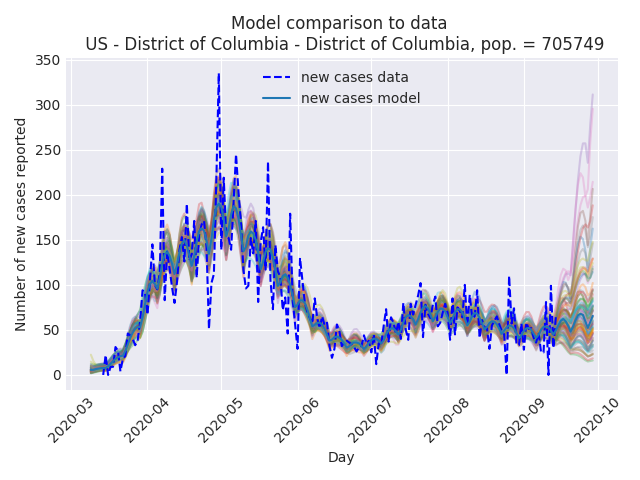 Model comparison to data
US - District of Columbia - District of Columbia, pop. = 705749
new cases data
new cases model
Number of new cases reported
350
300
250
200
150
100
50
0
2020-03
2020-04
2020-05
2020-06
2020-07
2020-08
2020-09
2020-10
Day